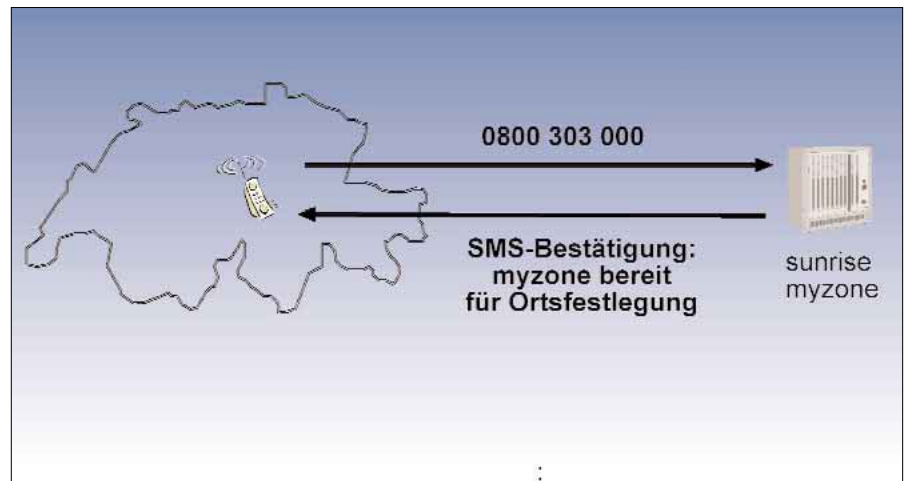 0800 303 000
SMS-Bestätigung:
myzone bereit
für Ortsfestlegung
sunrise
myzone
: